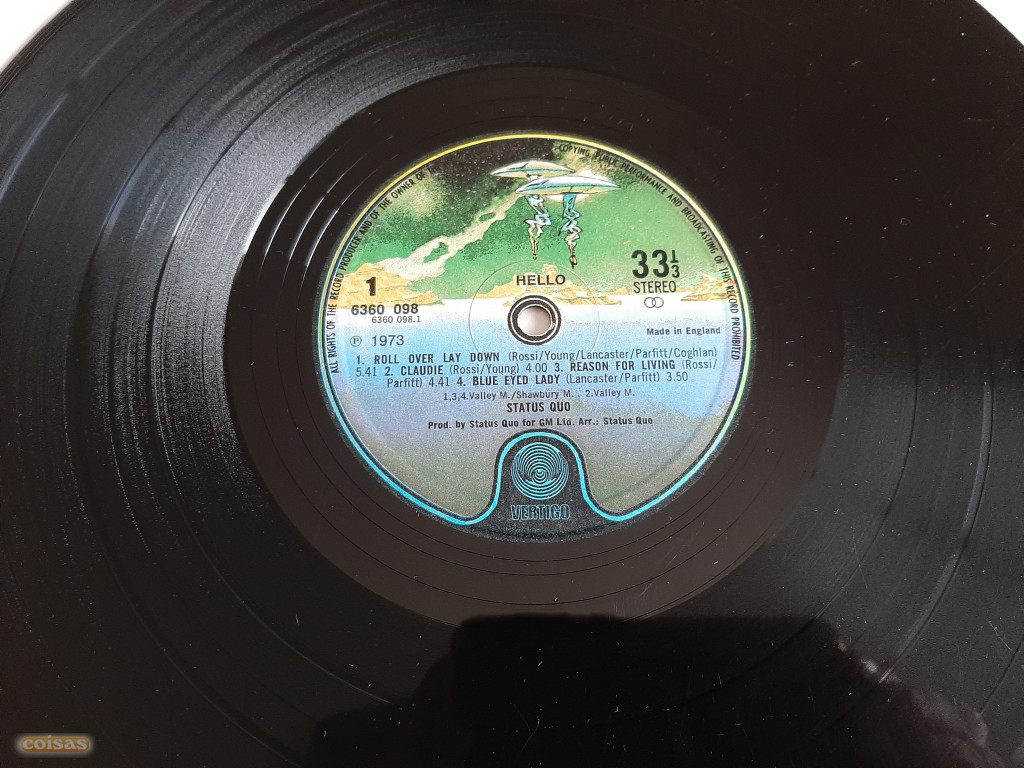 ALL RIGHTS OF THE RECORD PRODUCER AND OF THE OWNER OF
COPYING, PUBLIC PERFORMANCE AND BROADCASTING OF THIS RECORD PROHIBITED
HELLO
33 1/3
STEREO
1
6360 098
6360 098.1
Made in England
℗ 1973
1. ROLL OVER LAY DOWN (Rossi/Young/Lancaster/Parfitt/Coghlan)
5.41 2. CLAUDIE (Rossi/Young) 4.00 3. REASON FOR LIVING (Rossi/
Parfitt) 4.41 4. BLUE EYED LADY (Lancaster/Parfitt) 3.50
1,3,4.Valley M./Shawbury M. 2.Valley M.
STATUS QUO
Prod. by Status Quo for GM Ltd. Arr.: Status Quo
VERTIGO
coisas